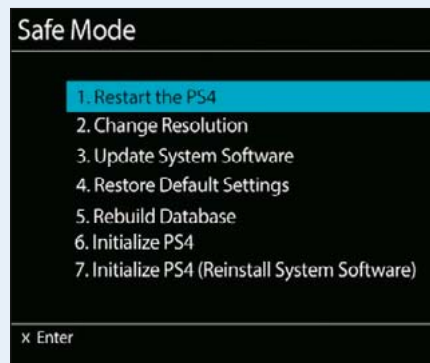 Safe Mode
1. Restart the PS4
2. Change Resolution
3. Update System Software
4. Restore Default Settings
5. Rebuild Database
6. Initialize PS4
7. Initialize PS4 (Reinstall System Software)
x Enter